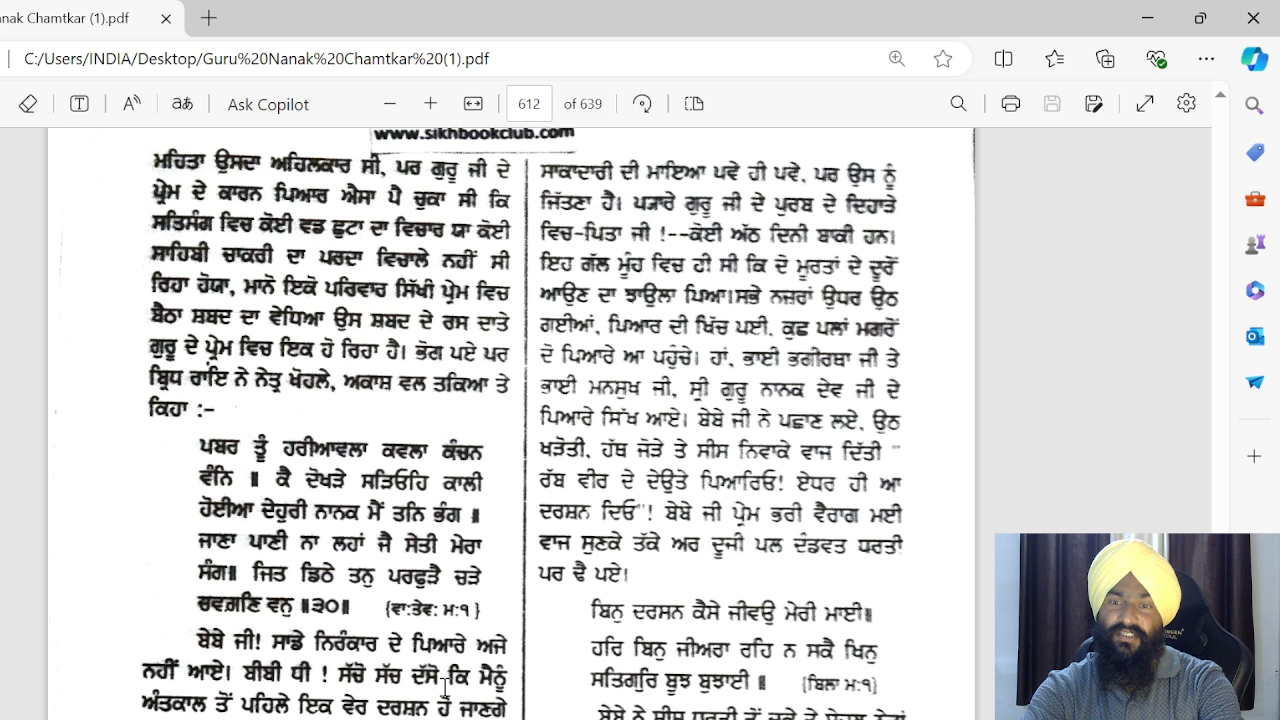 nak Chamtkar (1).pdf
C:/Users/INDIA/Desktop/Guru%20Nanak%20Chamtkar%20(1).pdf
Ask Copilot
612 of 639
www.sikhbookclub.com
ਮਹਿਤਾ ਉਸਦਾ ਅਹਿਲਕਾਰ ਸੀ, ਪਰ ਗੁਰੂ ਜੀ ਦੇ
ਪ੍ਰੇਮ ਦੇ ਕਾਰਨ ਪਿਆਰ ਐਸਾ ਪੈ ਚੁਕਾ ਸੀ ਕਿ
ਸਤਿਸੰਗ ਵਿਚ ਕੋਈ ਵਡ ਛੁਟਾ ਦਾ ਵਿਚਾਰ ਯਾ ਕੋਈ
ਸਾਹਿਬੀ ਚਾਕਰੀ ਦਾ ਪਰਦਾ ਵਿਚਾਲੇ ਨਹੀਂ ਸੀ
ਰਿਹਾ ਹੋਯਾ, ਮਾਨੋ ਇਕੋ ਪਰਿਵਾਰ ਸਿੱਖੀ ਪ੍ਰੇਮ ਵਿਚ
ਬੈਠਾ ਸ਼ਬਦ ਦਾ ਵੇਧਿਆ ਉਸ ਸ਼ਬਦ ਦੇ ਰਸ ਦਾਤੇ
ਗੁਰੂ ਦੇ ਪ੍ਰੇਮ ਵਿਚ ਇਕ ਹੋ ਰਿਹਾ ਹੈ। ਭੋਗ ਪਏ ਪਰ
ਬ੍ਰਿਧ ਰਾਇ ਨੇ ਨੇਤ੍ਰ ਖੋਹਲੇ, ਅਕਾਸ਼ ਵਲ ਤਕਿਆ ਤੇ
ਕਿਹਾ :-
ਪਬਰ ਤੂੰ ਹਰੀਆਵਲਾ ਕਵਲਾ ਕੰਚਨ
ਵੰਨਿ ॥ ਕੈ ਦੋਖੜੇ ਸੜਿਓਹਿ ਕਾਲੀ
ਹੋਈਆ ਦੇਹੁਰੀ ਨਾਨਕ ਮੈਂ ਤਨਿ ਭੰਗ ॥
ਜਾਣਾ ਪਾਣੀ ਨਾ ਲਹਾਂ ਜੈ ਸੇਤੀ ਮੇਰਾ
ਸੰਗ॥ ਜਿਤ ਡਿਠੇ ਤਨੁ ਪਰਫੁੜੈ ਚੜੇ
ਚਵਗਣਿ ਵਨੁ ॥੩੦॥ {ਵਾ:ਤੇਵ: ਮ:੧}
ਬੇਬੇ ਜੀ! ਸਾਡੇ ਨਿਰੰਕਾਰ ਦੇ ਪਿਆਰੇ ਅਜੇ
ਨਹੀਂ ਆਏ। ਬੀਬੀ ਧੀ ! ਸੱਚੋ ਸੱਚ ਦੱਸੋ ਕਿ ਮੈਨੂੰ
ਅੰਤਕਾਲ ਤੋਂ ਪਹਿਲੇ ਇਕ ਵੇਰ ਦਰਸ਼ਨ ਹੋ ਜਾਣਗੇ
ਸਾਕਾਦਾਰੀ ਦੀ ਮਾਇਆ ਪਵੇ ਹੀ ਪਵੇ, ਪਰ ਉਸ ਨੂੰ
ਜਿੱਤਣਾ ਹੈ। ਪਯਾਰੇ ਗੁਰੂ ਜੀ ਦੇ ਪੁਰਬ ਦੇ ਦਿਹਾੜੇ
ਵਿਚ-ਪਿਤਾ ਜੀ !--ਕੋਈ ਅੱਠ ਦਿਨੀ ਬਾਕੀ ਹਨ।
ਇਹ ਗੱਲ ਮੂੰਹ ਵਿਚ ਹੀ ਸੀ ਕਿ ਦੋ ਮੂਰਤਾਂ ਦੇ ਦੂਰੋਂ
ਆਉਣ ਦਾ ਝਾਉਲਾ ਪਿਆ।ਸਭੇ ਨਜ਼ਰਾਂ ਉਧਰ ਉਠ
ਗਈਆਂ, ਪਿਆਰ ਦੀ ਖਿੱਚ ਪਈ, ਕੁਛ ਪਲਾਂ ਮਗਰੋਂ
ਦੋ ਪਿਆਰੇ ਆ ਪਹੁੰਚੇ। ਹਾਂ, ਭਾਈ ਭਗੀਰਥਾ ਜੀ ਤੇ
ਭਾਈ ਮਨਸੁਖ ਜੀ, ਸ੍ਰੀ ਗੁਰੂ ਨਾਨਕ ਦੇਵ ਜੀ ਦੇ
ਪਿਆਰੇ ਸਿੱਖ ਆਏ। ਬੇਬੇ ਜੀ ਨੇ ਪਛਾਣ ਲਏ, ਉਠ
ਖੜੋਤੀ, ਹੱਥ ਜੋੜੇ ਤੇ ਸੀਸ ਨਿਵਾਕੇ ਵਾਜ ਦਿੱਤੀ "
ਰੱਬ ਵੀਰ ਦੇ ਦੇਉਤੇ ਪਿਆਰਿਓ! ਏਧਰ ਹੀ ਆ
ਦਰਸ਼ਨ ਦਿਓ"! ਬੇਬੇ ਜੀ ਪ੍ਰੇਮ ਭਰੀ ਵੈਰਾਗ ਮਈ
ਵਾਜ ਸੁਣਕੇ ਤੱਕੇ ਅਰ ਦੂਜੀ ਪਲ ਦੰਡਵਤ ਧਰਤੀ
ਪਰ ਢੈ ਪਏ।
ਬਿਨੁ ਦਰਸਨ ਕੈਸੇ ਜੀਵਉ ਮੇਰੀ ਮਾਈ॥
ਹਰਿ ਬਿਨੁ ਜੀਅਰਾ ਰਹਿ ਨ ਸਕੈ ਖਿਨੁ
ਸਤਿਗੁਰਿ ਬੂਝ ਬੁਝਾਈ ॥ {ਬਿਲਾ ਮ:੧}